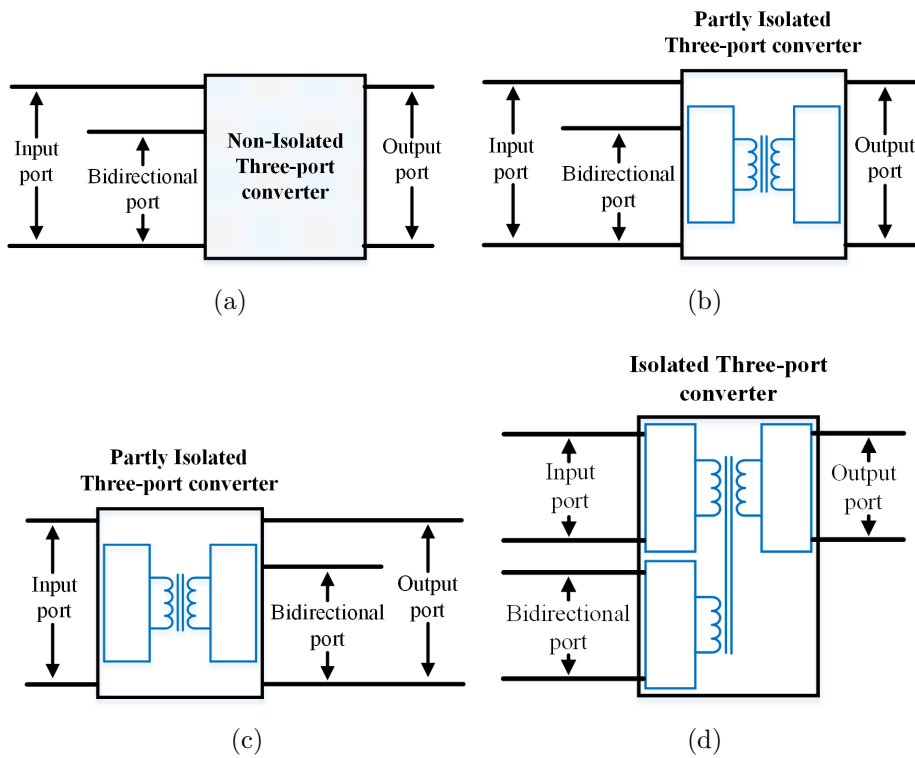 Non-Isolated
Three-port
converter
Input
port
Bidirectional
port
Output
port
(a)
Partly Isolated
Three-port converter
Input
port
Bidirectional
port
Output
port
(b)
Partly Isolated
Three-port converter
Input
port
Bidirectional
port
Output
port
(c)
Isolated Three-port
converter
Input
port
Output
port
Bidirectional
port
(d)